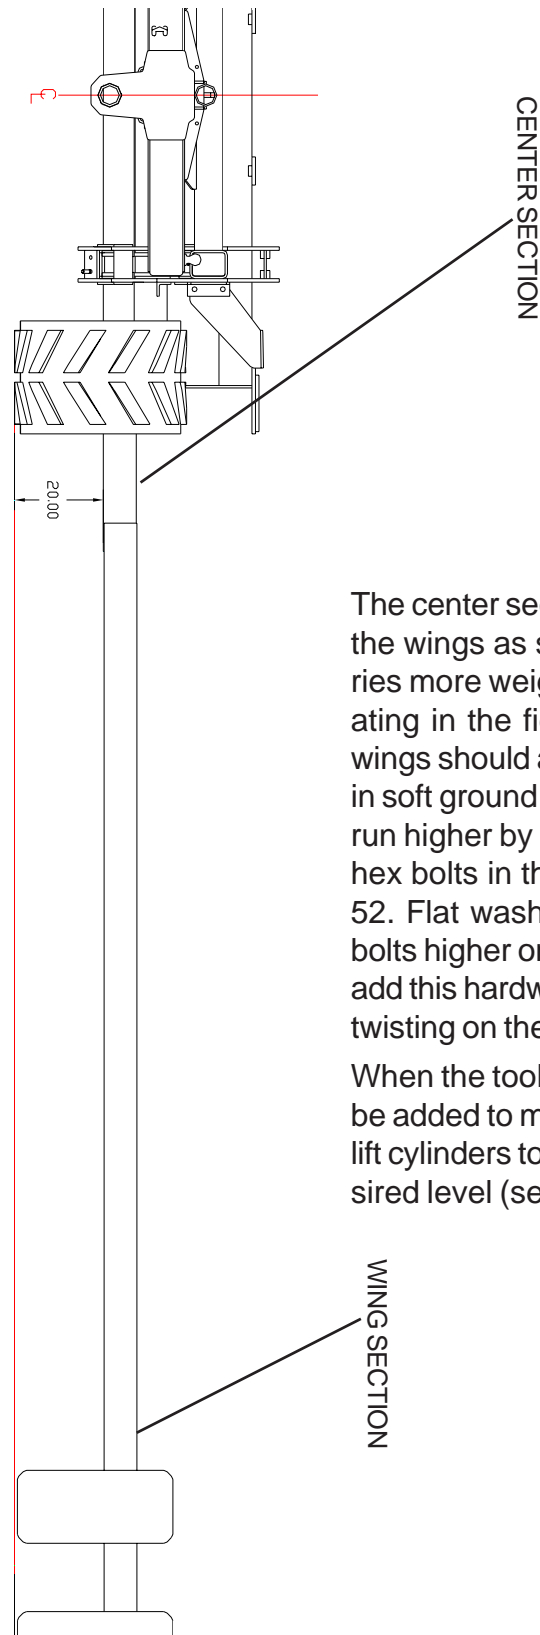 CENTER SECTION
20.00
The center se
the wings as s
ries more weig
ating in the fi
wings should a
in soft ground
run higher by
hex bolts in th
52. Flat wash
bolts higher o
add this hardw
twisting on the
When the tool
be added to m
lift cylinders to
sired level (se
WING SECTION